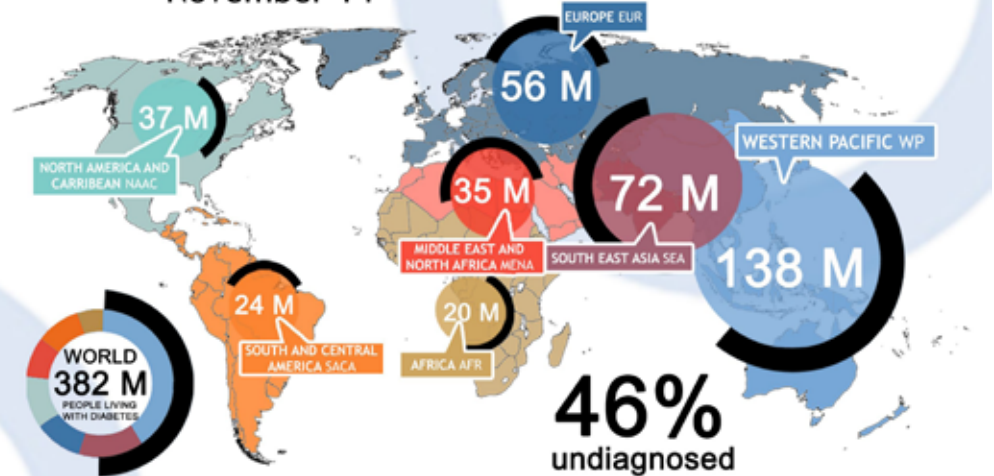 November 14
EUROPE EUR
56 M
37 M
NORTH AMERICA AND
CARRIBEAN NAAC
WESTERN PACIFIC WP
138 M
72 M
SOUTH EAST ASIA SEA
35 M
MIDDLE EAST AND
NORTH AFRICA MENA
24 M
SOUTH AND CENTRAL
AMERICA SACA
20 M
AFRICA AFR
WORLD
382 M
PEOPLE LIVING
WITH DIABETES
46%
undiagnosed